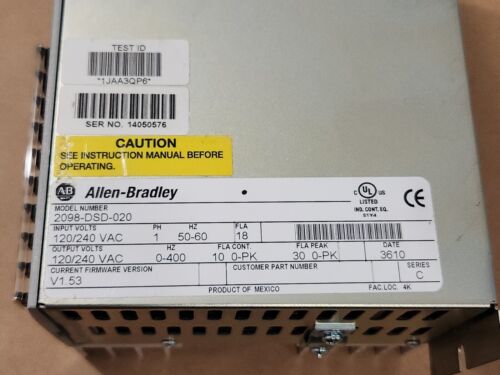 TEST ID
*1JAA3QP6*
SER NO. 14050576
CAUTION
SEE INSTRUCTION MANUAL BEFORE
OPERATING.
AB Allen-Bradley
MODEL NUMBER
2098-DSD-020
UL LISTED
IND. CONT. EQ.
51Y4
CE
INPUT VOLTS PH HZ FLA
120/240 VAC 1 50-60 18
OUTPUT VOLTS HZ FLA CONT. FLA PEAK DATE
120/240 VAC 0-400 10 0-PK 30 0-PK 3610
CURRENT FIRMWARE VERSION CUSTOMER PART NUMBER SERIES
V1.53 C
PRODUCT OF MEXICO FAC. LOC. 4K